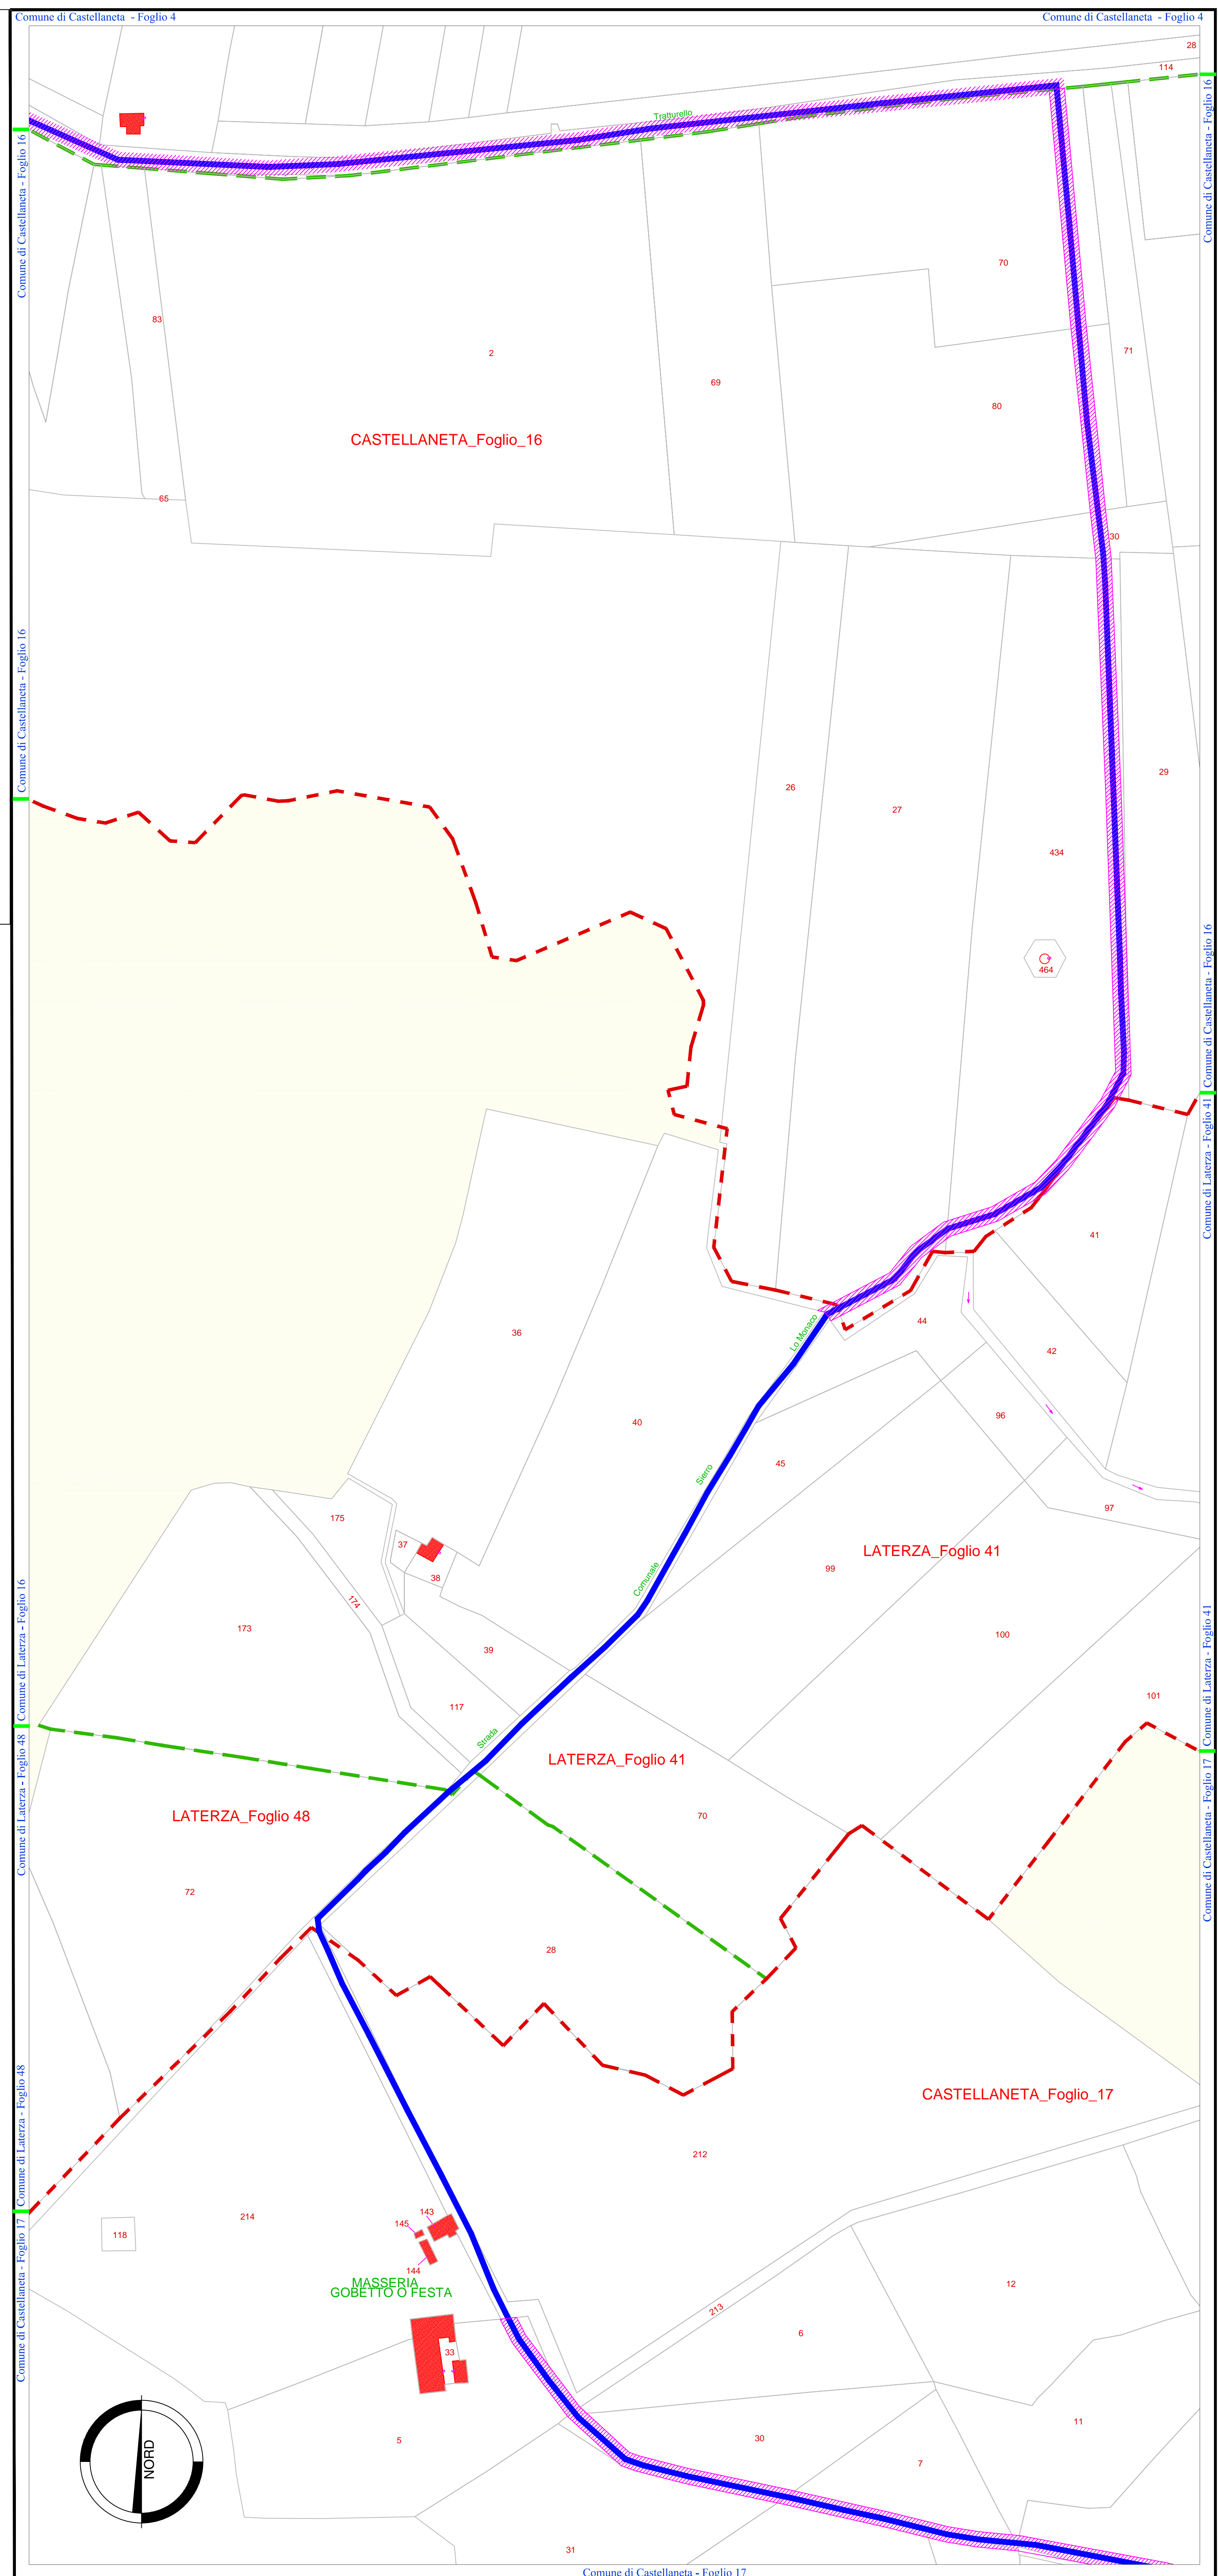 Comune di Castellaneta - Foglio 4
Comune di Castellaneta - Foglio 4
28
114
Tratturello
Comune di Castellaneta - Foglio 16
Comune di Castellaneta - Foglio 16
70
83
71
2
69
80
CASTELLANETA_Foglio_16
65
30
Comune di Castellaneta - Foglio 16
29
26
27
434
464
Comune di Castellaneta - Foglio 16
Comune di Laterza - Foglio 41
41
44
Lo Monaco
36
42
40
96
45
Sierro
97
175
37
LATERZA_Foglio 41
99
38
Comunale
174
173
100
39
Comune di Laterza - Foglio 16
Comune di Laterza - Foglio 41
101
117
Strada
LATERZA_Foglio 41
Comune di Laterza - Foglio 48
Comune di Castellaneta - Foglio 17
LATERZA_Foglio 48
70
72
28
CASTELLANETA_Foglio_17
Comune di Laterza - Foglio 48
212
143
214
145
118
144
MASSERIA
GOBETTO O FESTA
12
213
6
33
Comune di Castellaneta - Foglio 17
11
5
30
7
NORD
31
Comune di Castellaneta - Foglio 17